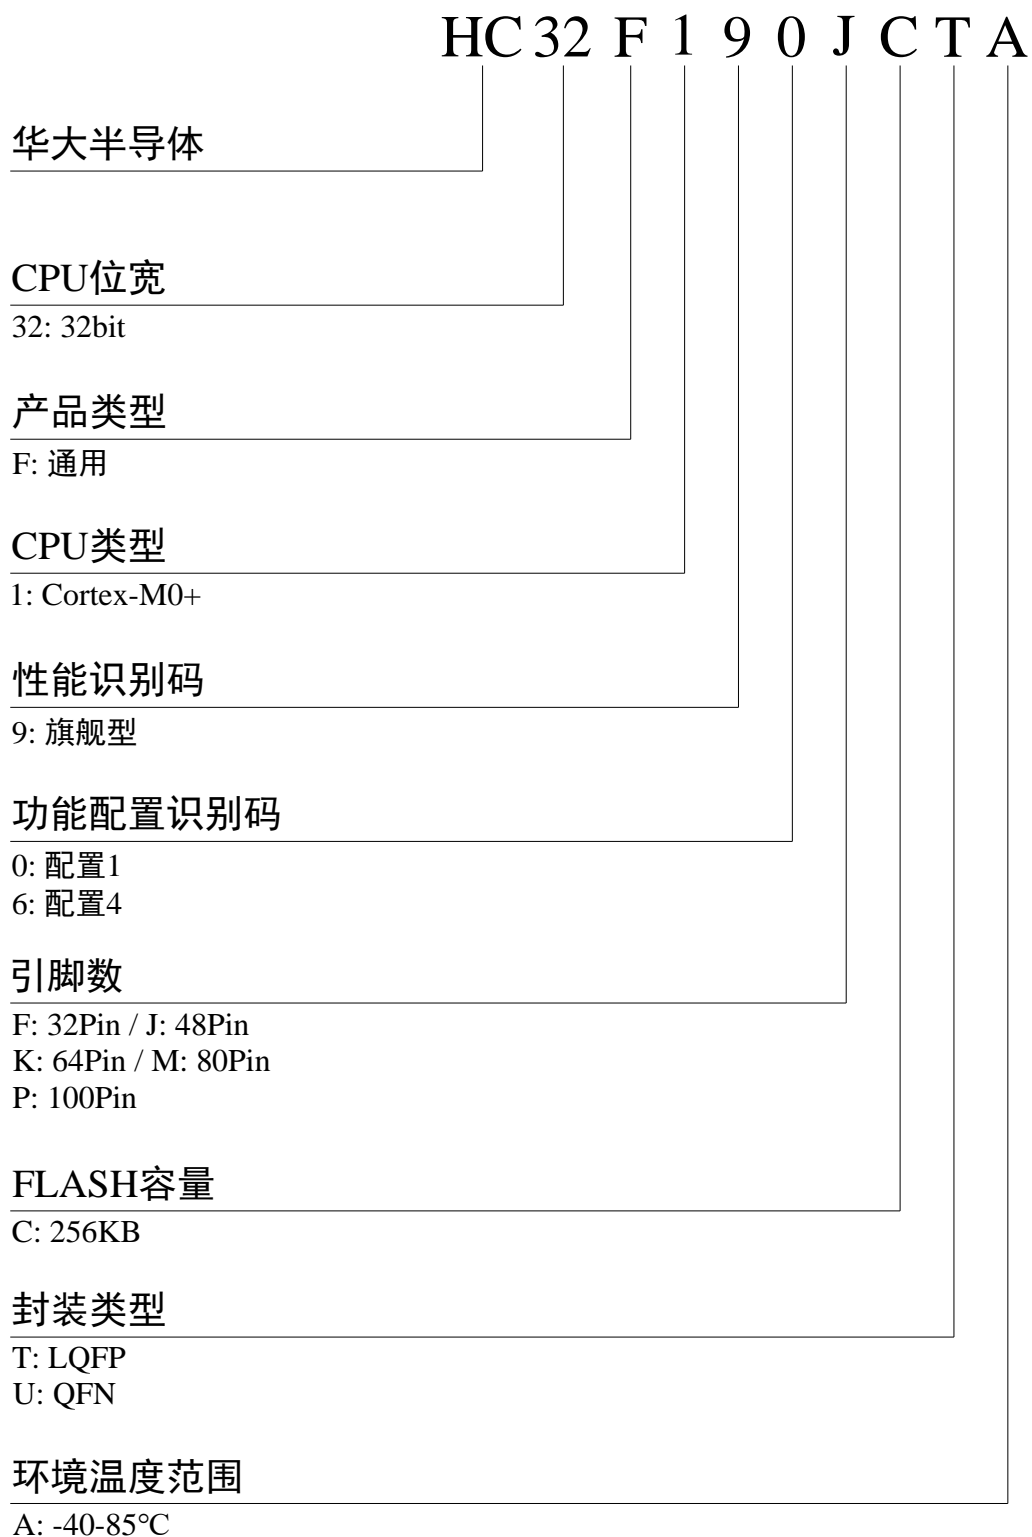 HC32F190JCTA
华大半导体
CPU位宽
32: 32bit
产品类型
F: 通用
CPU类型
1: Cortex-M0+
性能识别码
9: 旗舰型
功能配置识别码
0: 配置1
6: 配置4
引脚数
F: 32Pin / J: 48Pin
K: 64Pin / M: 80Pin
P: 100Pin
FLASH容量
C: 256KB
封装类型
T: LQFP
U: QFN
环境温度范围
A: -40-85℃